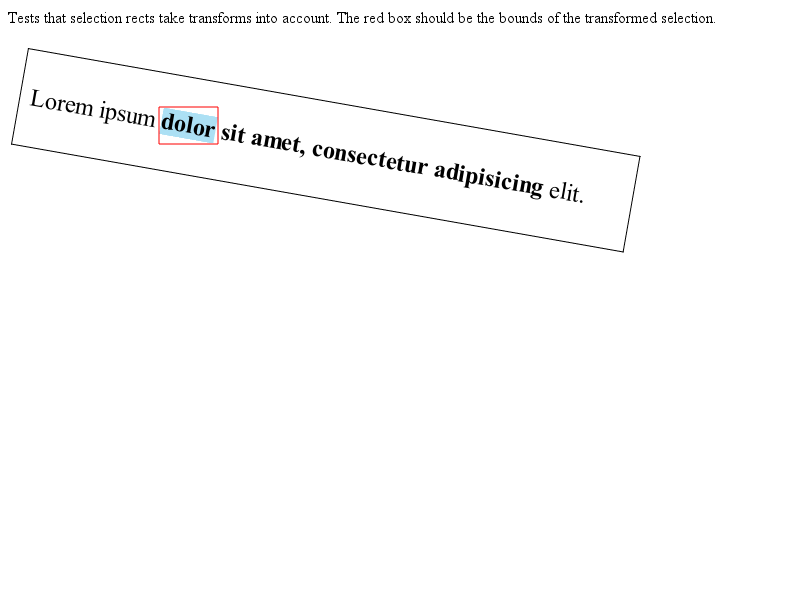 Tests that selection rects take transforms into account. The red box should be the bounds of the transformed selection.
Lorem ipsum dolor sit amet, consectetur adipisicing elit.